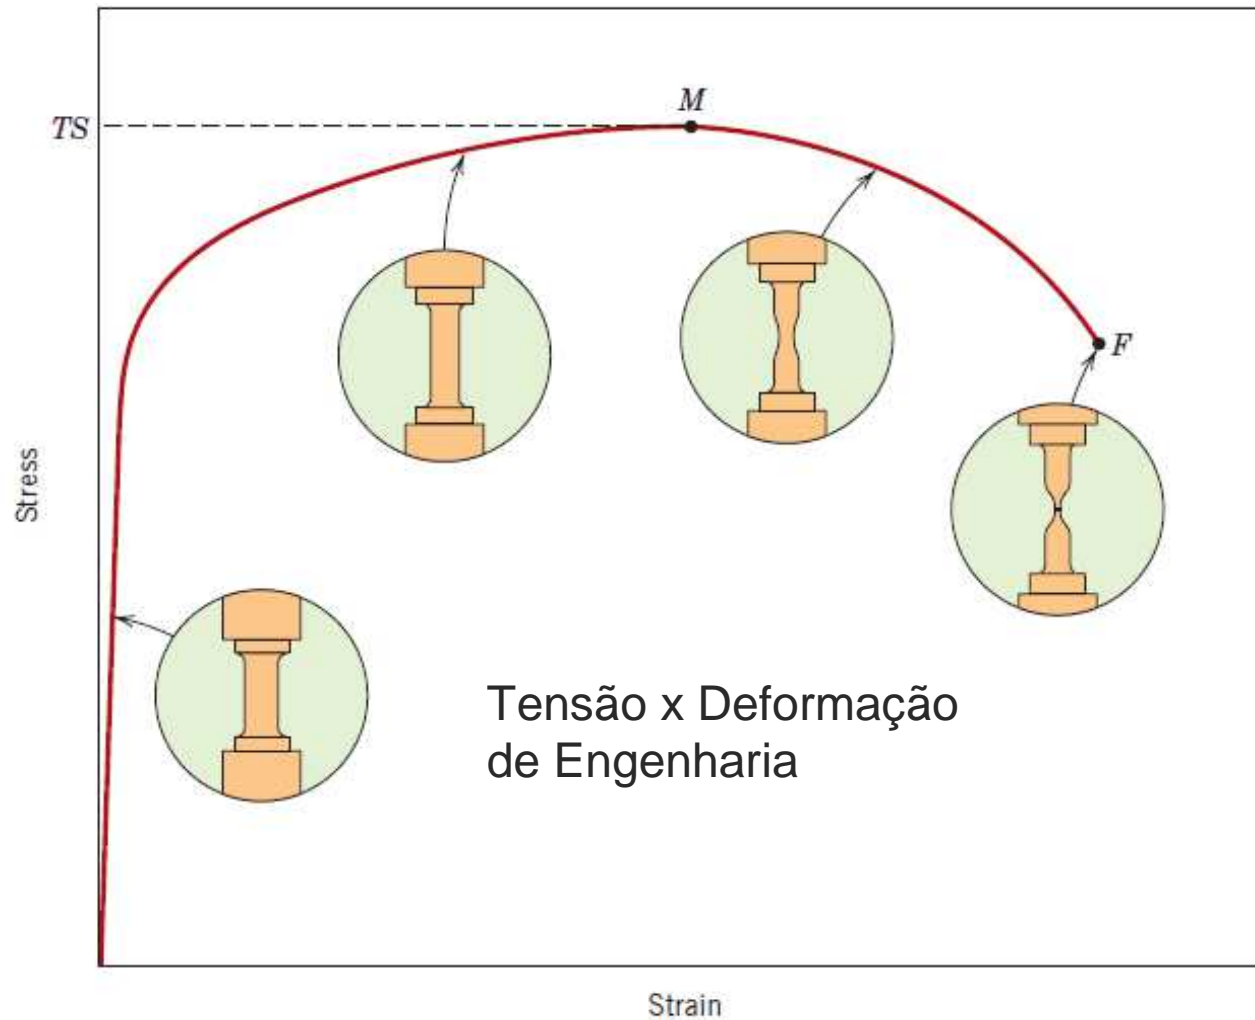 M
TS
F
Stress
Tensão x Deformação
de Engenharia
Strain